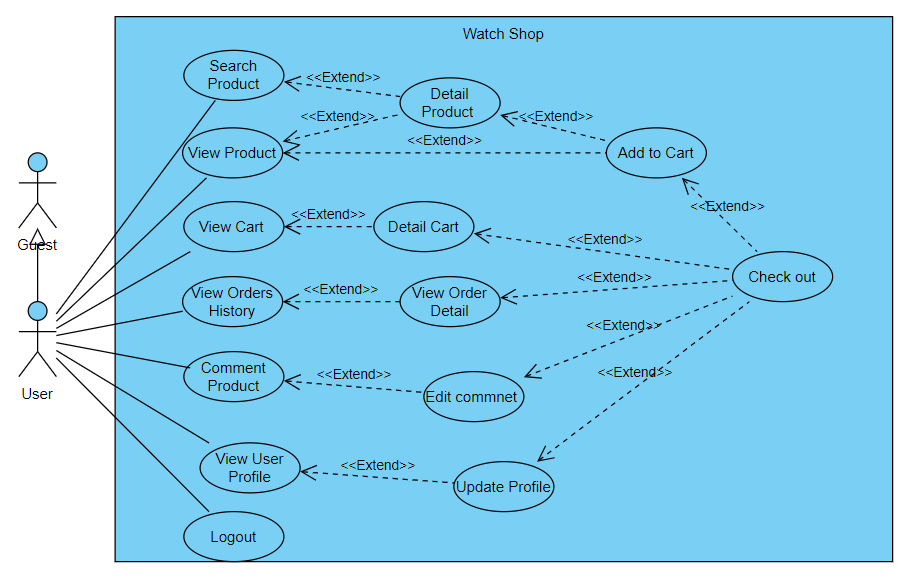 Watch Shop
Search
Product
<<Extend>>
Detail
Product
<<Extend>>
<<Extend>>
View Product
<<Extend>>
Add to Cart
Guest
<<Extend>>
View Cart
<<Extend>>
Detail Cart
<<Extend>>
Check out
<<Extend>>
View Orders
History
<<Extend>>
View Order
Detail
<<Extend>>
User
Comment
Product
<<Extend>>
Edit commnet
<<Extend>>
View User
Profile
<<Extend>>
Update Profile
Logout